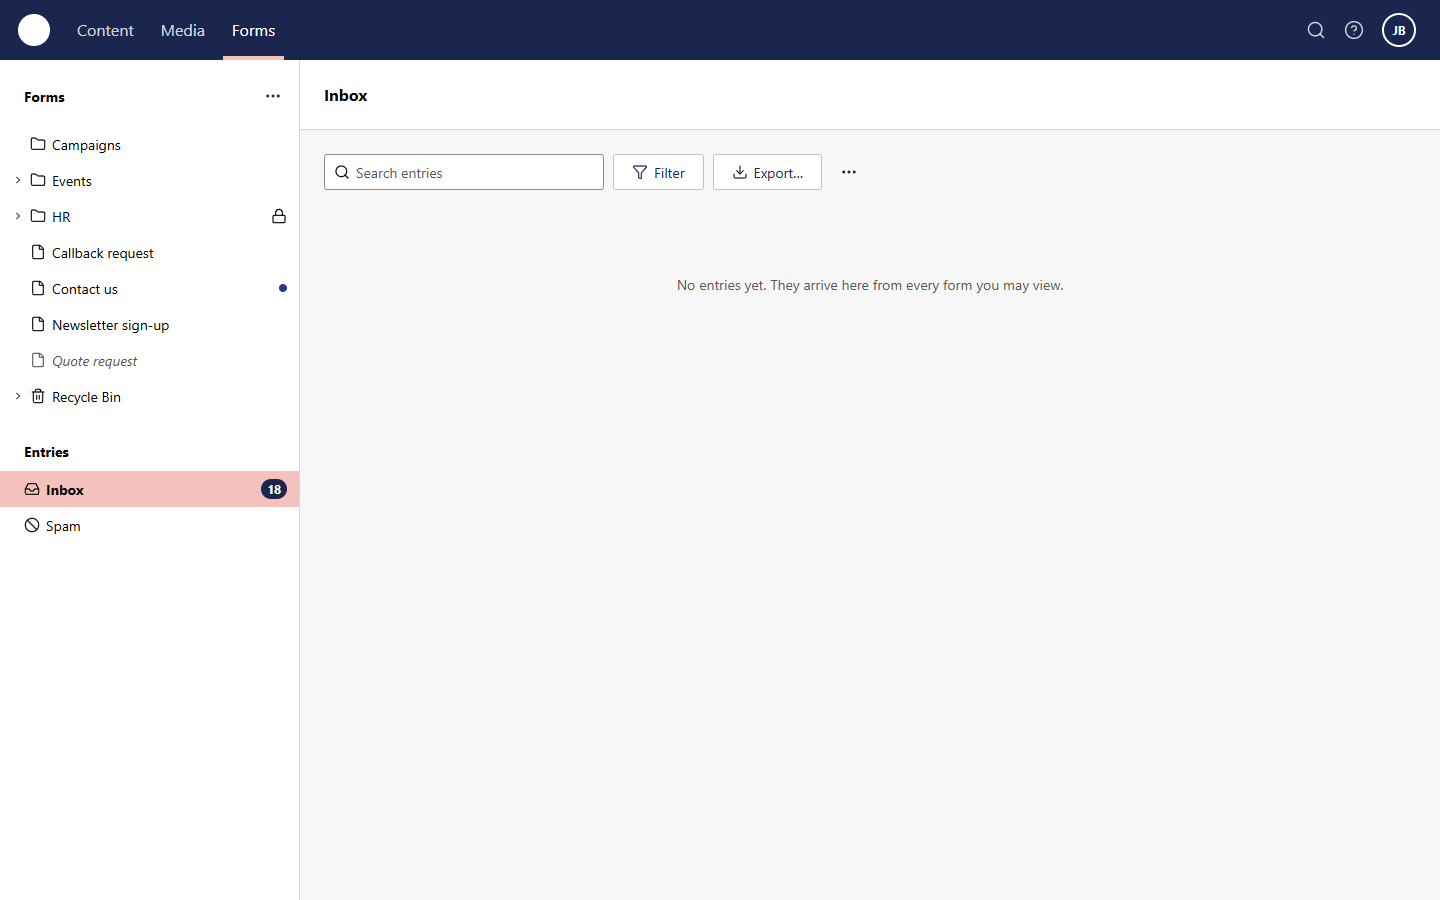 Content Media Forms JB
Forms
Campaigns
Events
HR
Callback request
Contact us
Newsletter sign-up
Quote request
Recycle Bin
Entries
Inbox 18
Spam
Inbox
Search entries Filter Export...
No entries yet. They arrive here from every form you may view.